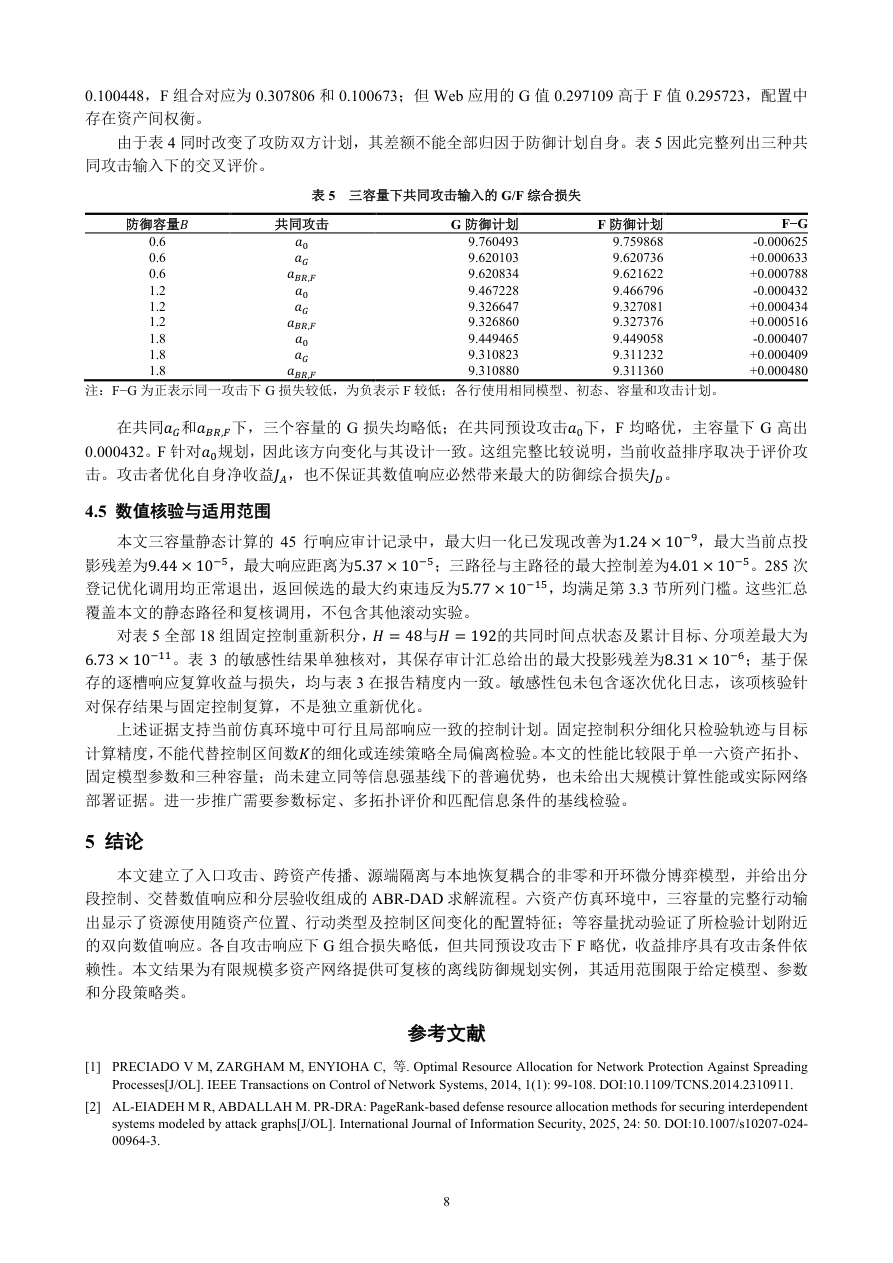 0.100448，F 组合对应为 0.307806 和 0.100673；但 Web 应用的 G 值 0.297109 高于 F 值 0.295723，配置中
存在资产间权衡。
由于表 4 同时改变了攻防双方计划，其差额不能全部归因于防御计划自身。表 5 因此完整列出三种共
同攻击输入下的交叉评价。
表 5 三容量下共同攻击输入的 G/F 综合损失
防御容量B 共同攻击 G 防御计划 F 防御计划 F−G
0.6 a₀ 9.760493 9.759868 -0.000625
0.6 a_G 9.620103 9.620736 +0.000633
0.6 a_{BR,F} 9.620834 9.621622 +0.000788
1.2 a₀ 9.467228 9.466796 -0.000432
1.2 a_G 9.326647 9.327081 +0.000434
1.2 a_{BR,F} 9.326860 9.327376 +0.000516
1.8 a₀ 9.449465 9.449058 -0.000407
1.8 a_G 9.310823 9.311232 +0.000409
1.8 a_{BR,F} 9.310880 9.311360 +0.000480
注：F−G 为正表示同一攻击下 G 损失较低，为负表示 F 较低；各行使用相同模型、初态、容量和攻击计划。
在共同a_G和a_{BR,F}下，三个容量的 G 损失均略低；在共同预设攻击a₀下，F 均略优，主容量下 G 高出
0.000432。F 针对a₀规划，因此该方向变化与其设计一致。这组完整比较说明，当前收益排序取决于评价攻
击。攻击者优化自身净收益J_A，也不保证其数值响应必然带来最大的防御综合损失J_D。
4.5 数值核验与适用范围
本文三容量静态计算的 45 行响应审计记录中，最大归一化已发现改善为1.24 × 10⁻⁹，最大当前点投
影残差为9.44 × 10⁻⁵，最大响应距离为5.37 × 10⁻⁵；三路径与主路径的最大控制差为4.01 × 10⁻⁵。285 次
登记优化调用均正常退出，返回候选的最大约束违反为5.77 × 10⁻¹⁵，均满足第 3.3 节所列门槛。这些汇总
覆盖本文的静态路径和复核调用，不包含其他滚动实验。
对表 5 全部 18 组固定控制重新积分，H = 48与H = 192的共同时间点状态及累计目标、分项差最大为
6.73 × 10⁻¹¹。表 3 的敏感性结果单独核对，其保存审计汇总给出的最大投影残差为8.31 × 10⁻⁶；基于保
存的逐槽响应复算收益与损失，均与表 3 在报告精度内一致。敏感性包未包含逐次优化日志，该项核验针
对保存结果与固定控制复算，不是独立重新优化。
上述证据支持当前仿真环境中可行且局部响应一致的控制计划。固定控制积分细化只检验轨迹与目标
计算精度，不能代替控制区间数K的细化或连续策略全局偏离检验。本文的性能比较限于单一六资产拓扑、
固定模型参数和三种容量；尚未建立同等信息强基线下的普遍优势，也未给出大规模计算性能或实际网络
部署证据。进一步推广需要参数标定、多拓扑评价和匹配信息条件的基线检验。
5 结论
本文建立了入口攻击、跨资产传播、源端隔离与本地恢复耦合的非零和开环微分博弈模型，并给出分
段控制、交替数值响应和分层验收组成的 ABR-DAD 求解流程。六资产仿真环境中，三容量的完整行动输
出显示了资源使用随资产位置、行动类型及控制区间变化的配置特征；等容量扰动验证了所检验计划附近
的双向数值响应。各自攻击响应下 G 组合损失略低，但共同预设攻击下 F 略优，收益排序具有攻击条件依
赖性。本文结果为有限规模多资产网络提供可复核的离线防御规划实例，其适用范围限于给定模型、参数
和分段策略类。
参考文献
[1] PRECIADO V M, ZARGHAM M, ENYIOHA C, 等. Optimal Resource Allocation for Network Protection Against Spreading
Processes[J/OL]. IEEE Transactions on Control of Network Systems, 2014, 1(1): 99-108. DOI:10.1109/TCNS.2014.2310911.
[2] AL-EIADEH M R, ABDALLAH M. PR-DRA: PageRank-based defense resource allocation methods for securing interdependent
systems modeled by attack graphs[J/OL]. International Journal of Information Security, 2025, 24: 50. DOI:10.1007/s10207-024-
00964-3.
8